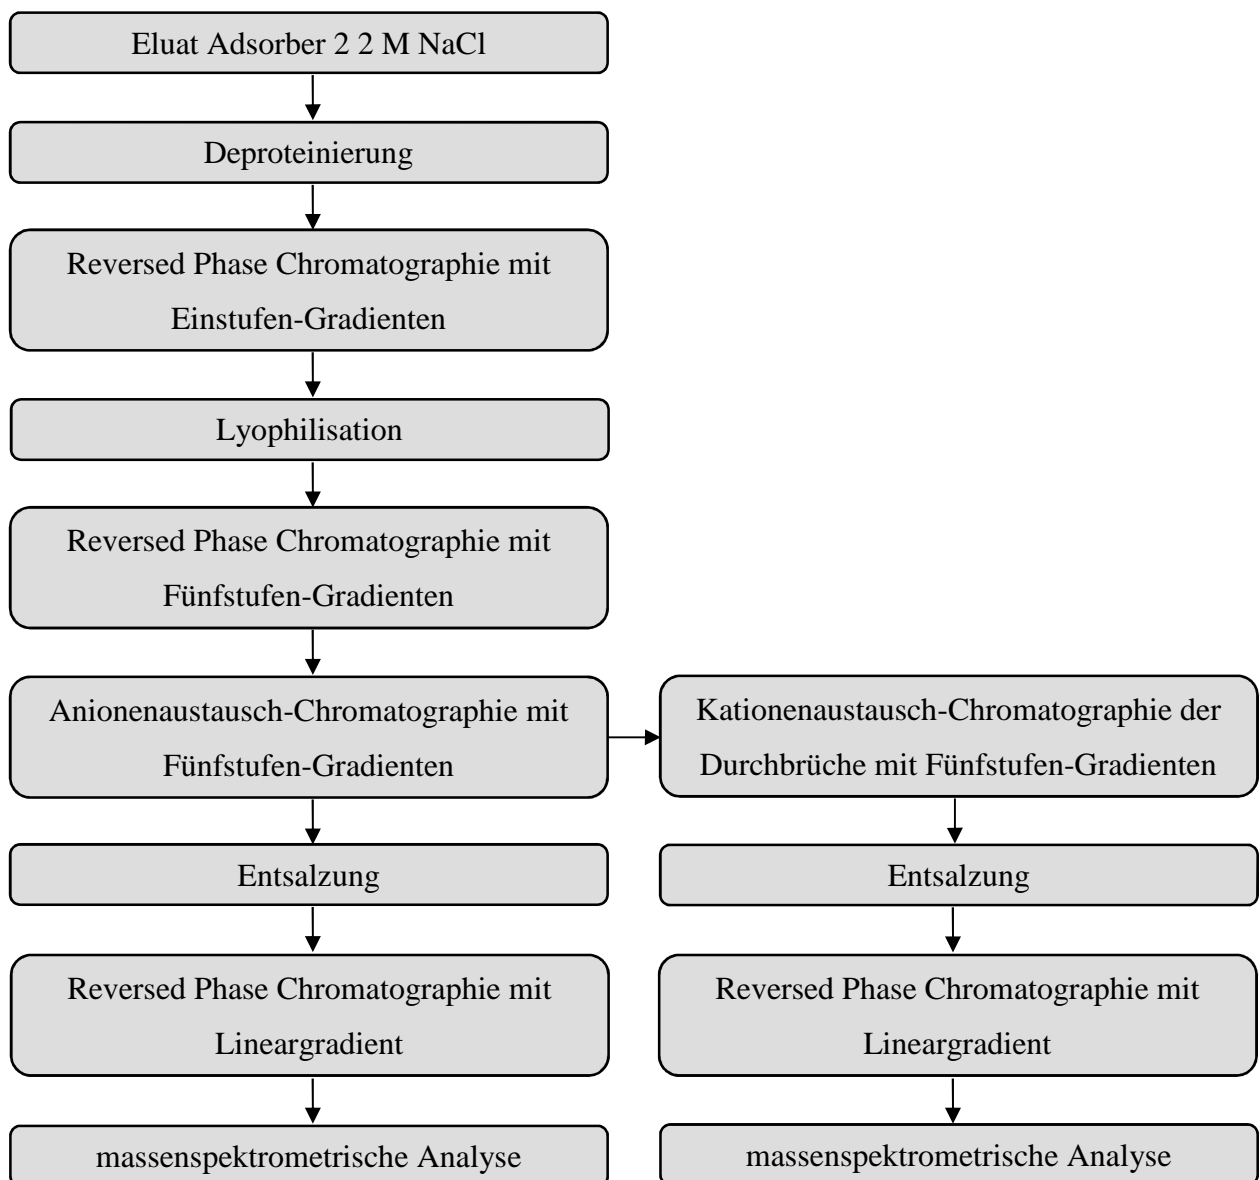 Eluat Adsorber 2 2 M NaCl
Deproteinierung
Reversed Phase Chromatographie mit
Einstufen-Gradienten
Lyophilisation
Reversed Phase Chromatographie mit
Fünfstufen-Gradienten
Anionenaustausch-Chromatographie mit
Fünfstufen-Gradienten
Entsalzung
Reversed Phase Chromatographie mit
Lineargradient
massenspektrometrische Analyse
Kationenaustausch-Chromatographie der
Durchbrüche mit Fünfstufen-Gradienten
Entsalzung
Reversed Phase Chromatographie mit
Lineargradient
massenspektrometrische Analyse